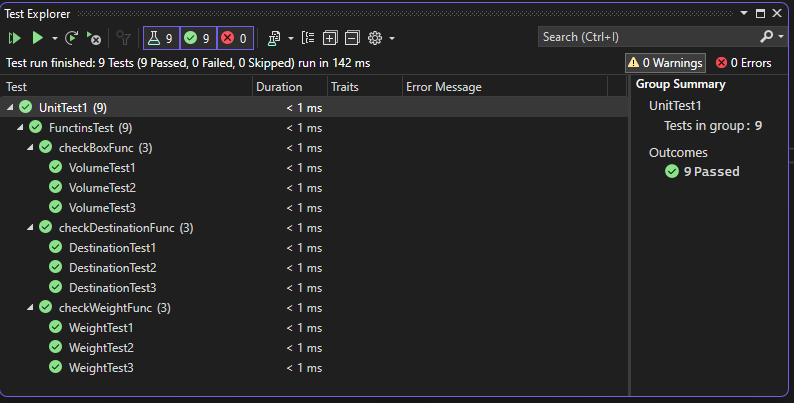 Test Explorer
9 9 0
Search (Ctrl+I)
Test run finished: 9 Tests (9 Passed, 0 Failed, 0 Skipped) run in 142 ms
0 Warnings 0 Errors
Test Duration Traits Error Message
UnitTest1 (9) < 1 ms
FunctinsTest (9) < 1 ms
checkBoxFunc (3) < 1 ms
VolumeTest1 < 1 ms
VolumeTest2 < 1 ms
VolumeTest3 < 1 ms
checkDestinationFunc (3) < 1 ms
DestinationTest1 < 1 ms
DestinationTest2 < 1 ms
DestinationTest3 < 1 ms
checkWeightFunc (3) < 1 ms
WeightTest1 < 1 ms
WeightTest2 < 1 ms
WeightTest3 < 1 ms
Group Summary
UnitTest1
Tests in group: 9
Outcomes
9 Passed